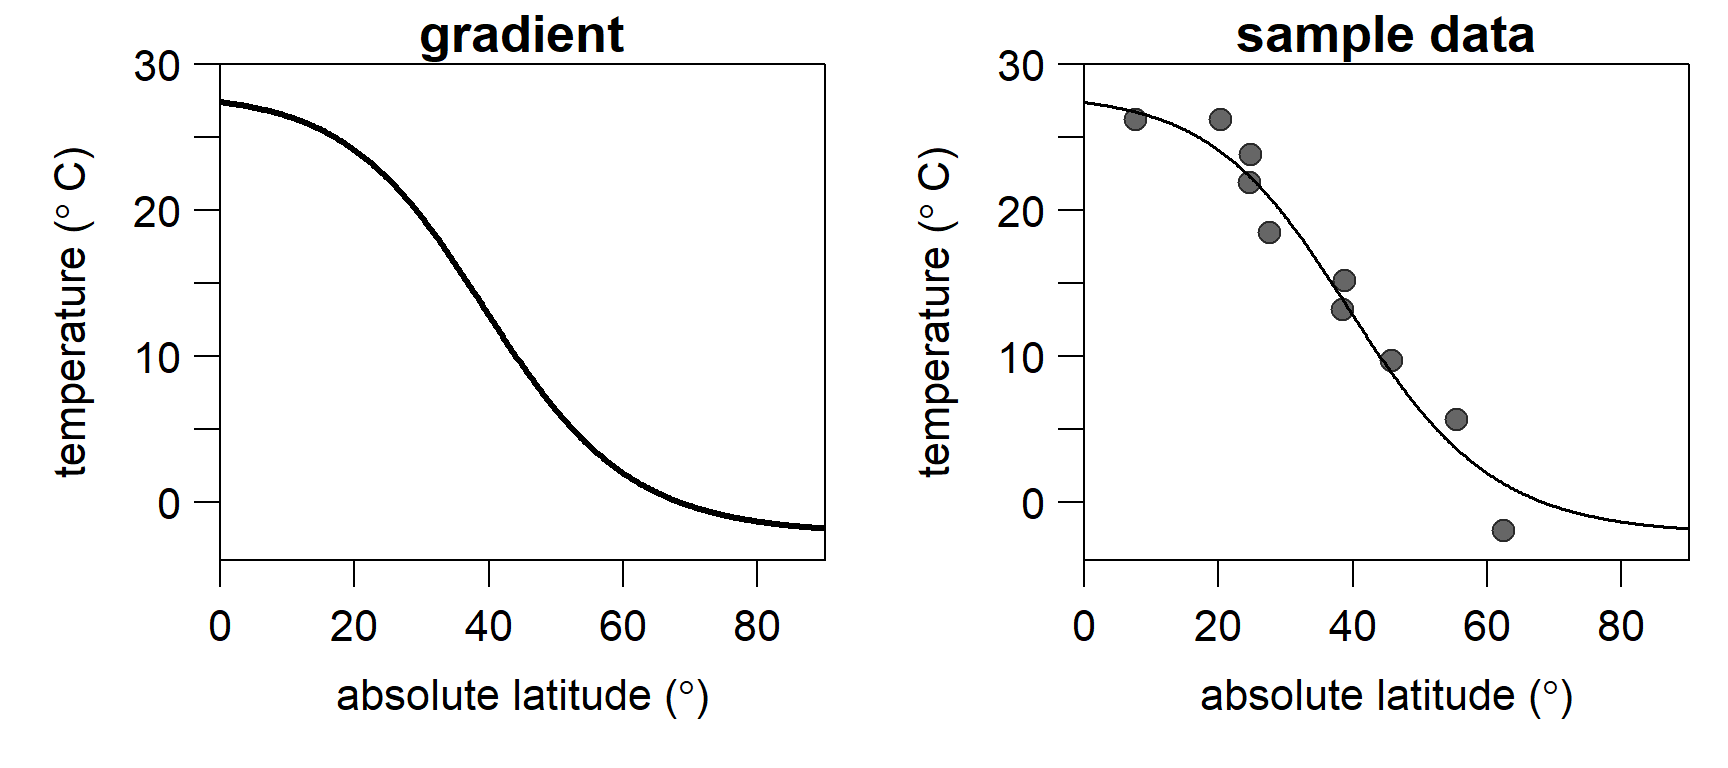 gradient
30
20
10
0
temperature (° C)
0 20 40 60 80
absolute latitude (°)
sample data
30
20
10
0
temperature (° C)
0 20 40 60 80
absolute latitude (°)